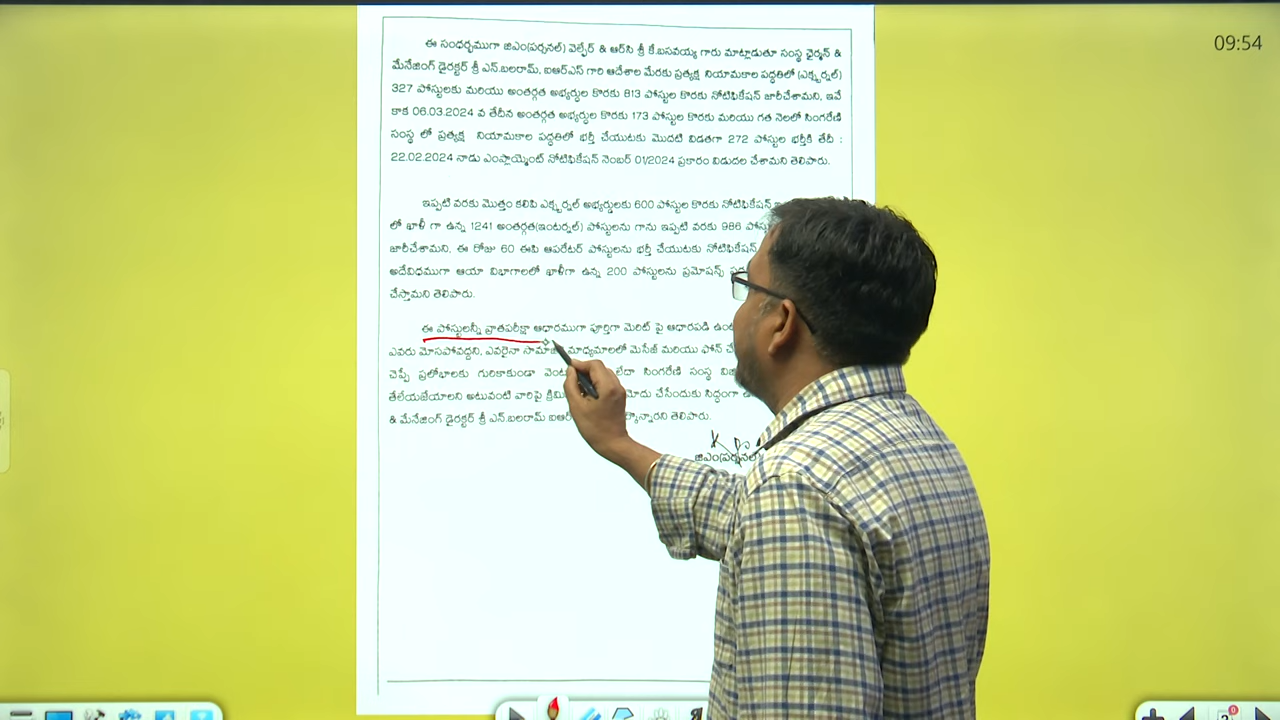 09:54
ఈ సందర్భముగా జిఎం(పర్సనల్) వెల్ఫేర్ & ఆర్‌సి శ్రీ కే.బసవయ్య గారు మాట్లాడుతూ సంస్థ ఛైర్మన్ &
మేనేజింగ్ డైరక్టర్ శ్రీ ఎన్.బలరామ్, ఐఆర్ఎస్ గారి ఆదేశాల మేరకు ప్రత్యక్ష నియామకాల పద్ధతిలో (ఎక్స్టర్నల్)
327 పోస్టులకు మరియు అంతర్గత అభ్యర్థుల కొరకు 813 పోస్టుల కొరకు నోటిఫికేషన్ జారీచేశామని, ఇవే
కాక 06.03.2024 వ తేదీన అంతర్గత అభ్యర్థుల కొరకు 173 పోస్టుల కొరకు మరియు గత నెలలో సింగరేణి
సంస్థ లో ప్రత్యక్ష నియామకాల పద్ధతిలో భర్తీ చేయుటకు మొదటి విడతగా 272 పోస్టుల భర్తీకి తేదీ :
22.02.2024 నాడు ఎంప్లాయ్మెంట్ నోటిఫికేషన్ నెంబర్ 01/2024 ప్రకారం విడుదల చేశామని తెలిపారు.
ఇప్పటి వరకు మొత్తం కలిపి ఎక్స్టర్నల్ అభ్యర్థులకు 600 పోస్టుల కొరకు నోటిఫికేషన్
లో ఖాళీ గా ఉన్న 1241 అంతర్గత(ఇంటర్నల్) పోస్టులను గాను ఇప్పటి వరకు 986
జారీచేశామని. ఈ రోజు 60 ఈపి ఆపరేటర్ పోస్టులను భర్తీ చేయుటకు నోటిఫికేషన్
అదేవిధముగా ఆయా విభాగాలలో ఖాళీగా ఉన్న 200 పోస్టులను ప్రమోషన్స్
చేస్తామని తెలిపారు.
ఈ పోస్టులన్నీ వ్రాతపరీక్షా ఆధారముగా పూర్తిగా మెరిట్ పై ఆధారపడి
ఎవరు మోసపోవద్దని, ఎవరైనా మాధ్యమాలలో మెసేజ్ మరియు ఫోన్
చెప్పే ప్రలోభాలకు గురికాకుండా లేదా సింగరేణి సంస్థ
తేలేయజేయాలని అటువంటి వారిపై చేసేందుకు సిద్ధంగా
& మేనేజింగ్ డైరక్టర్ శ్రీ ఎన్.బలరామ్ తెలిపారు.
జిఎం(పర్సనల్)